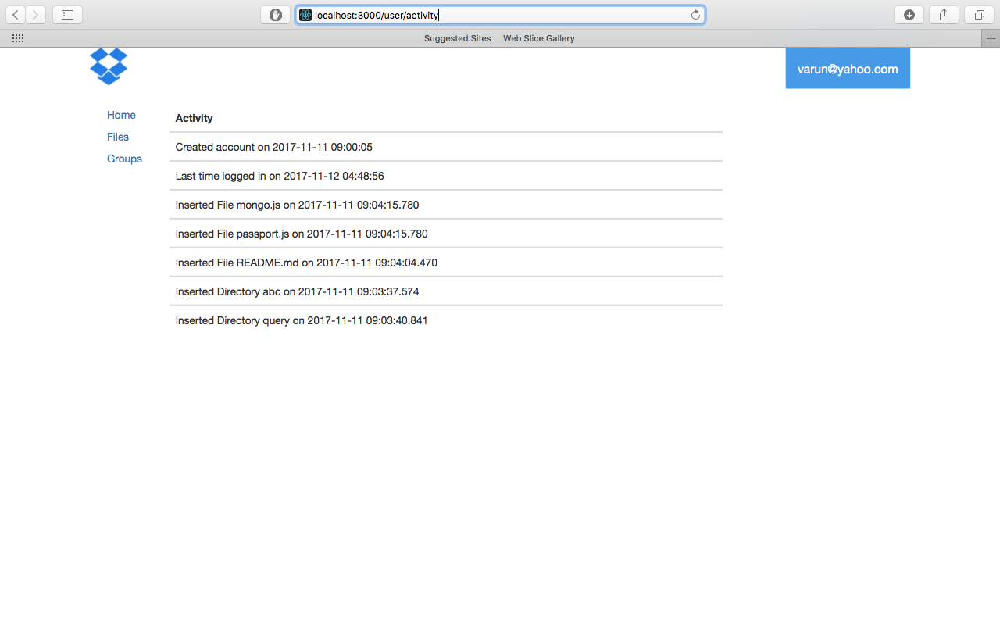 localhost:3000/user/activity
Suggested Sites Web Slice Gallery
varun@yahoo.com
Home
Files
Groups
Activity
Created account on 2017-11-11 09:00:05
Last time logged in on 2017-11-12 04:48:56
Inserted File mongo.js on 2017-11-11 09:04:15.780
Inserted File passport.js on 2017-11-11 09:04:15.780
Inserted File README.md on 2017-11-11 09:04:04.470
Inserted Directory abc on 2017-11-11 09:03:37.574
Inserted Directory query on 2017-11-11 09:03:40.841